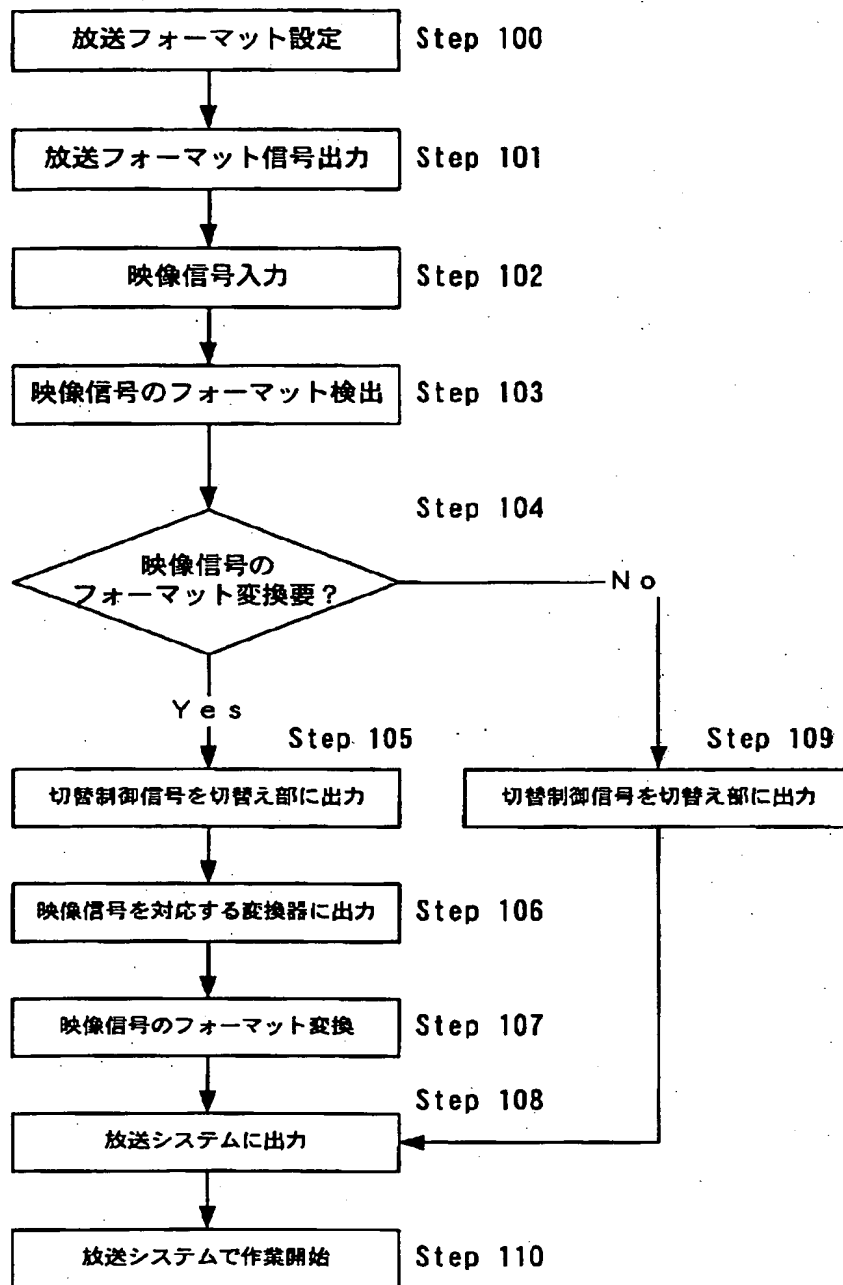 放送フォーマット設定 Step 100
放送フォーマット信号出力 Step 101
映像信号入力 Step 102
映像信号のフォーマット検出 Step 103
Step 104
映像信号の
フォーマット変換要？
No
Yes
Step 105
Step 109
切替制御信号を切替え部に出力
切替制御信号を切替え部に出力
映像信号を対応する変換器に出力 Step 106
映像信号のフォーマット変換 Step 107
Step 108
放送システムに出力
放送システムで作業開始 Step 110